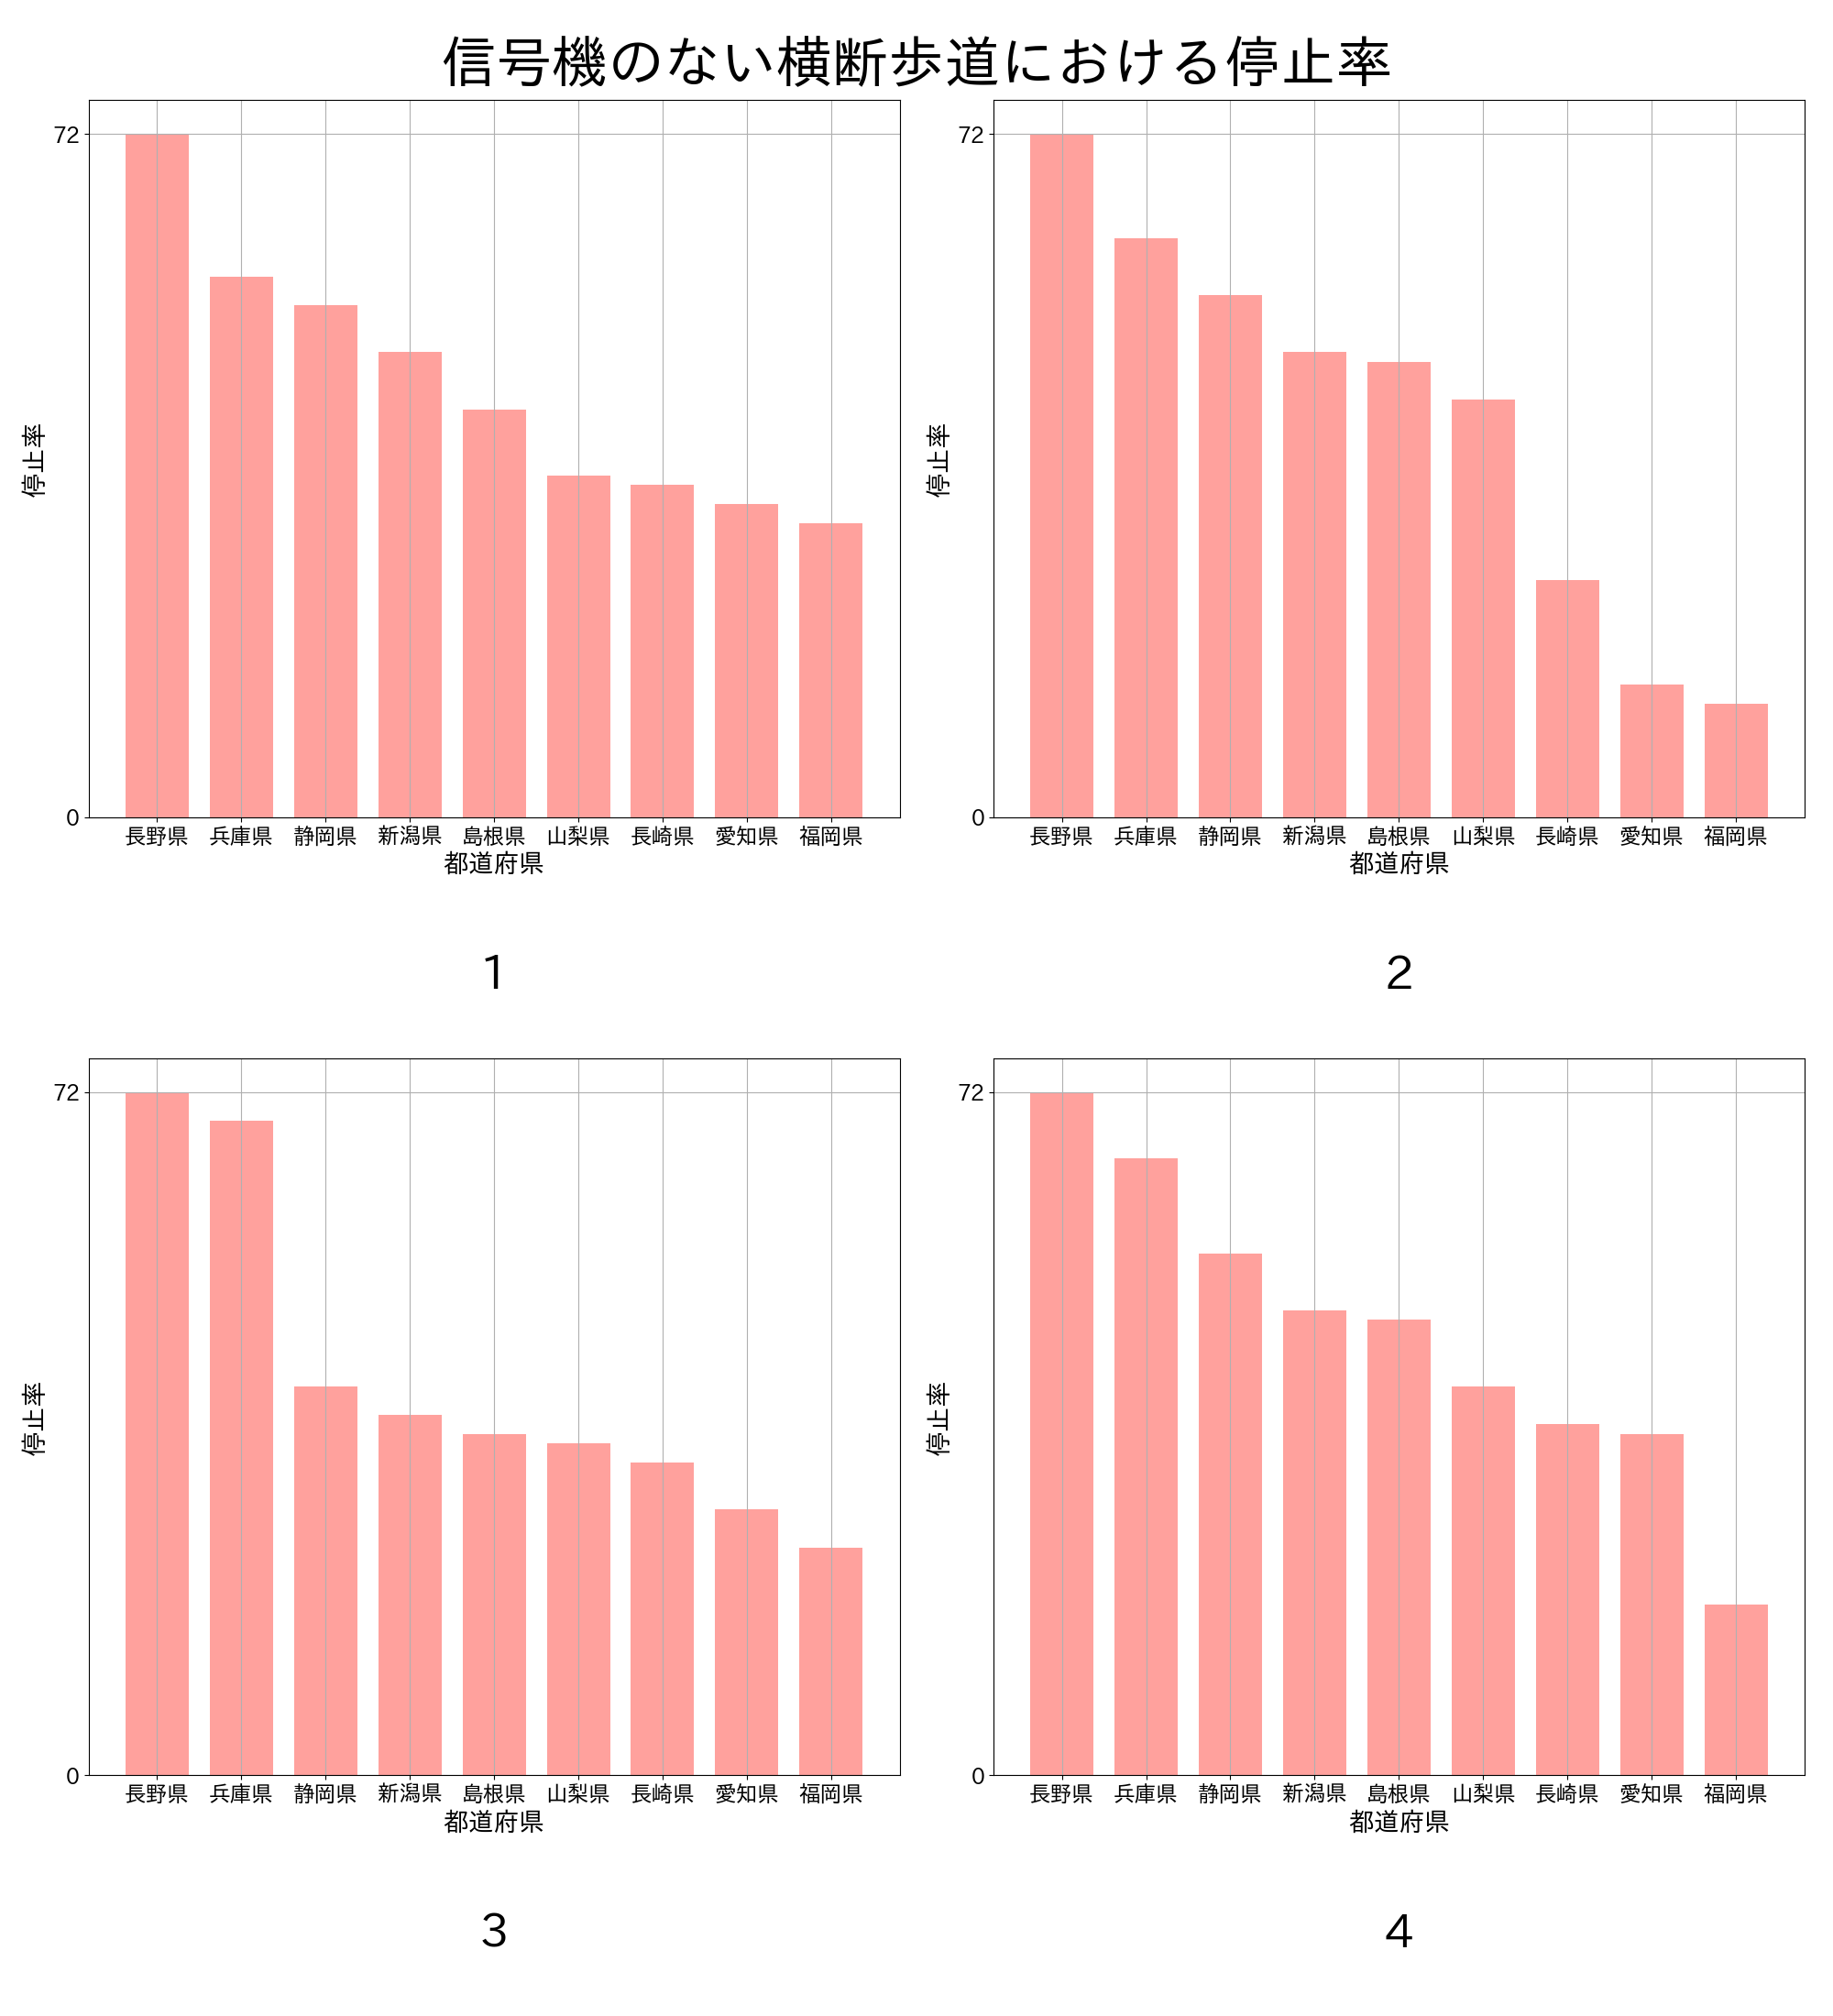 信号機のない横断歩道における停止率
72
0
停止率
長野県 兵庫県 静岡県 新潟県 島根県 山梨県 長崎県 愛知県 福岡県
都道府県
1
72
0
停止率
長野県 兵庫県 静岡県 新潟県 島根県 山梨県 長崎県 愛知県 福岡県
都道府県
2
72
0
停止率
長野県 兵庫県 静岡県 新潟県 島根県 山梨県 長崎県 愛知県 福岡県
都道府県
3
72
0
停止率
長野県 兵庫県 静岡県 新潟県 島根県 山梨県 長崎県 愛知県 福岡県
都道府県
4